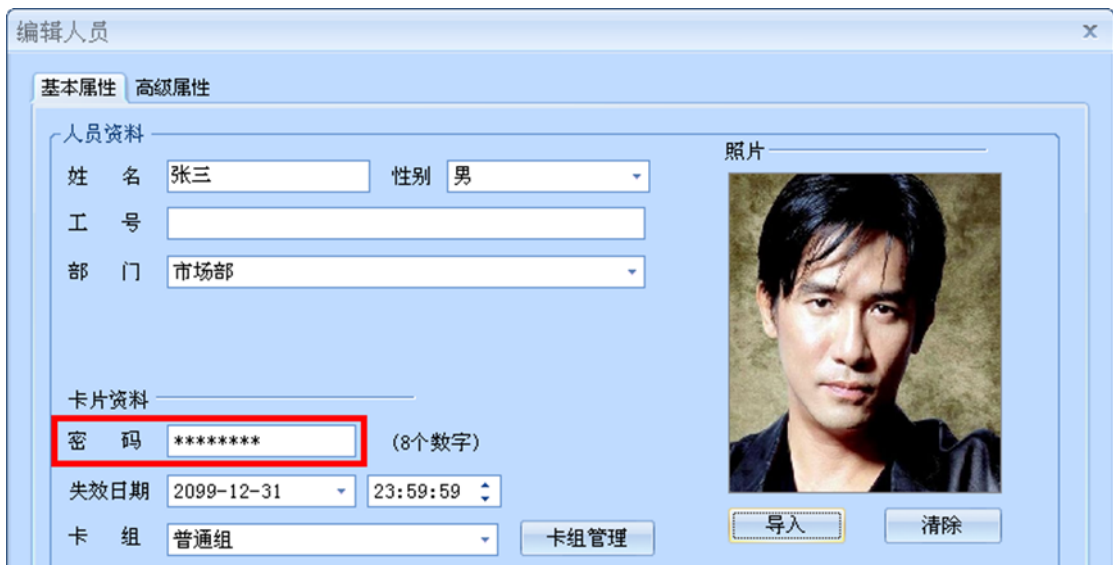 编辑人员
基本属性 高级属性
人员资料
照片
姓 名 张三 性别 男
工 号
部 门 市场部
卡片资料
密 码 ******** (8个数字)
失效日期 2099-12-31 23:59:59
导入 清除
卡 组 普通组 卡组管理